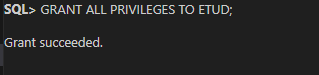 SQL> GRANT ALL PRIVILEGES TO ETUD;
Grant succeeded.